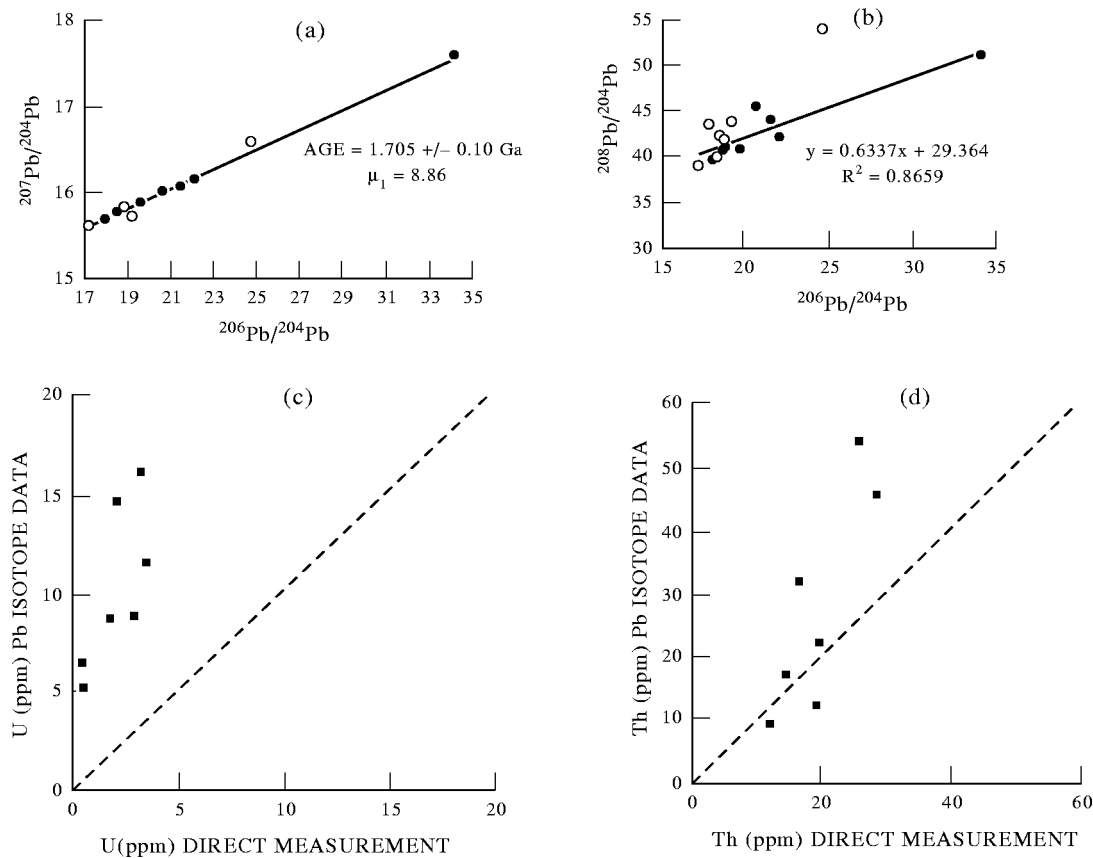 (a)
18
17
16
15
²⁰⁷Pb/²⁰⁴Pb
AGE = 1.705 +/− 0.10 Ga
μ₁ = 8.86
17 19 21 23 25 27 29 31 33 35
²⁰⁶Pb/²⁰⁴Pb
(b)
55
50
45
40
35
30
²⁰⁸Pb/²⁰⁴Pb
y = 0.6337x + 29.364
R² = 0.8659
15 20 25 30 35
²⁰⁶Pb/²⁰⁴Pb
(c)
20
15
10
5
0
U (ppm) Pb ISOTOPE DATA
0 5 10 15 20
U(ppm) DIRECT MEASUREMENT
(d)
60
50
40
30
20
10
0
Th (ppm) Pb ISOTOPE DATA
0 20 40 60
Th (ppm) DIRECT MEASUREMENT